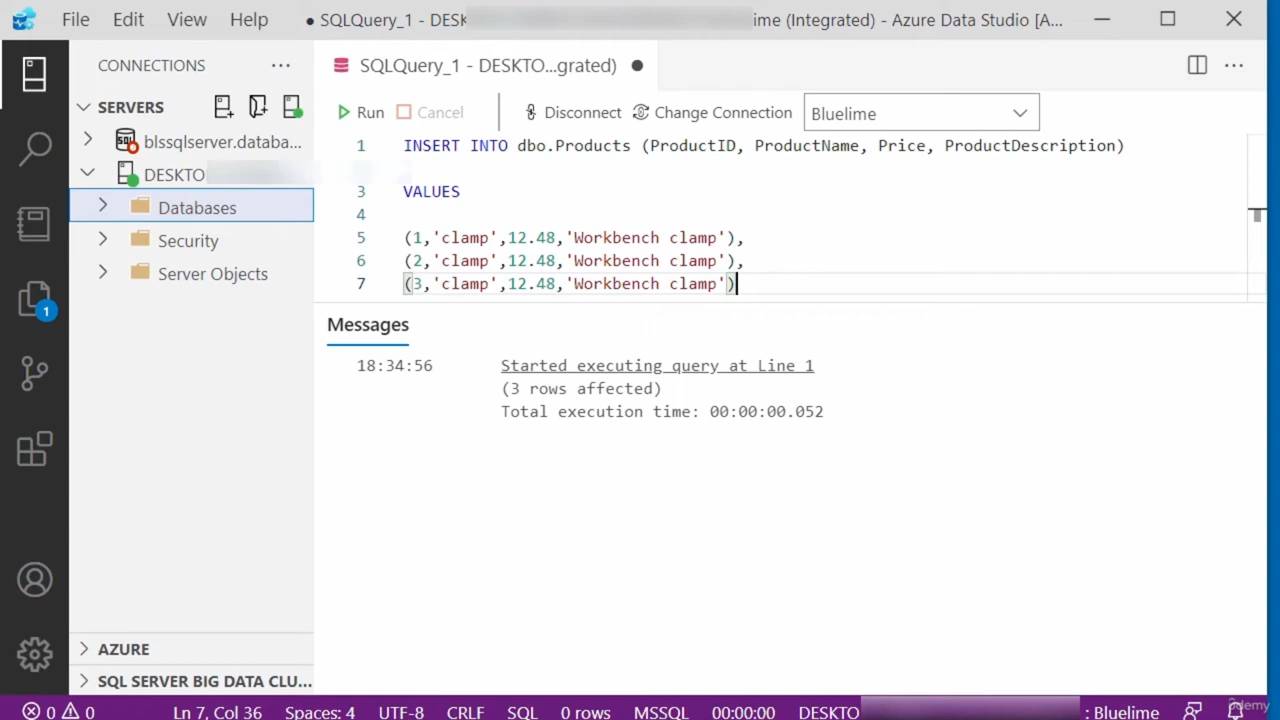 File Edit View Help ● SQLQuery_1 - DESK ime (Integrated) - Azure Data Studio [A...
CONNECTIONS
SERVERS
blssqlserver.databa...
DESKTO
Databases
Security
Server Objects
1
AZURE
SQL SERVER BIG DATA CLU...
SQLQuery_1 - DESKTO...grated) ●
Run Cancel Disconnect Change Connection Bluelime
1 INSERT INTO dbo.Products (ProductID, ProductName, Price, ProductDescription)
3 VALUES
4
5 (1,'clamp',12.48,'Workbench clamp'),
6 (2,'clamp',12.48,'Workbench clamp'),
7 (3,'clamp',12.48,'Workbench clamp')
Messages
18:34:56 Started executing query at Line 1
(3 rows affected)
Total execution time: 00:00:00.052
0 0 Ln 7, Col 36 Spaces: 4 UTF-8 CRLF SQL 0 rows MSSQL 00:00:00 DESKTO : Bluelime
ûdemy